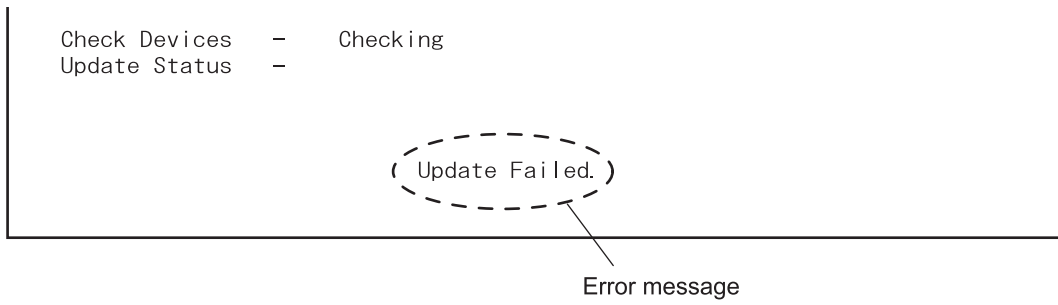 Check Devices - Checking
Update Status -
Update Failed.
Error message